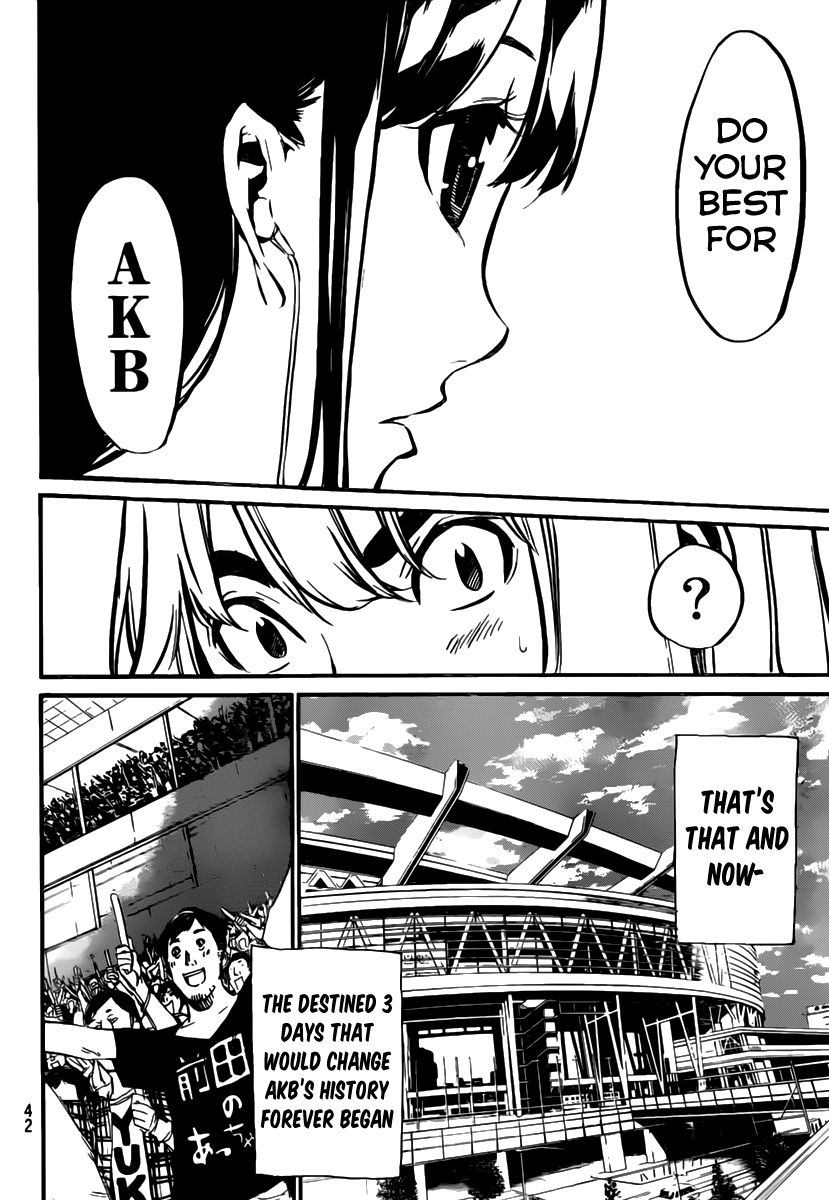 DO
YOUR
BEST
FOR
AKB
?
THAT'S
THAT AND
NOW-
THE DESTINED 3
DAYS THAT
WOULD CHANGE
AKB'S HISTORY
FOREVER BEGAN
前田
の
あっちゃ
YUK
42